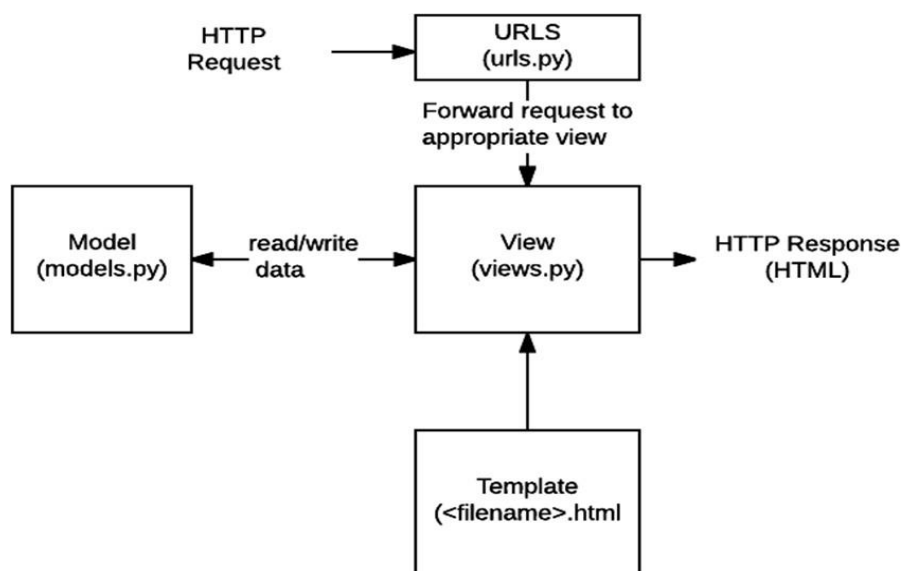 HTTP
Request
URLS
(urls.py)
Forward request to
appropriate view
Model
(models.py)
read/write
data
View
(views.py)
HTTP Response
(HTML)
Template
(<filename>.html